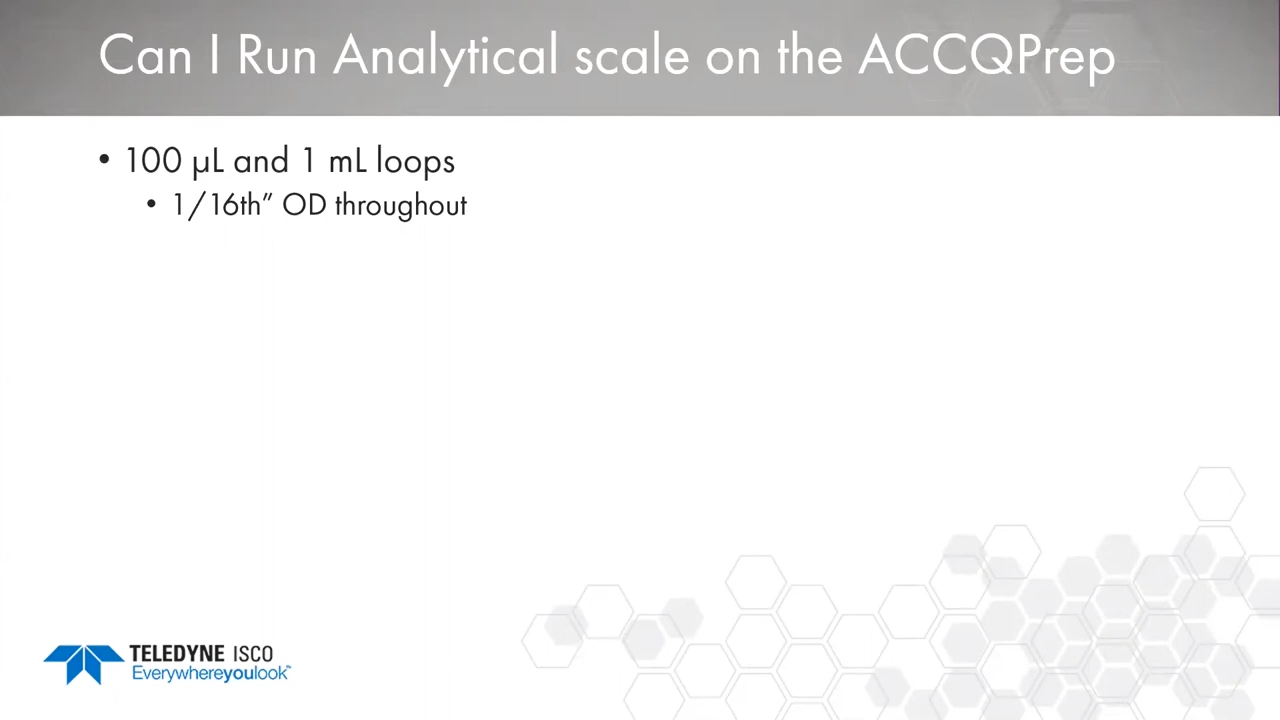 Can I Run Analytical scale on the ACCQPrep
• 100 µL and 1 mL loops
• 1/16th” OD throughout
TELEDYNE ISCO
Everywhereyoulook™